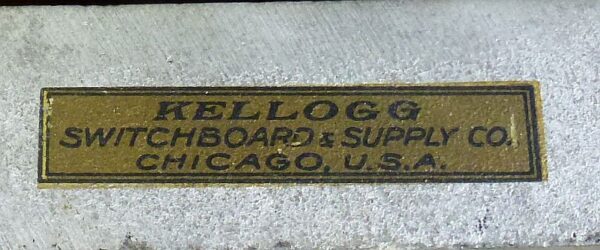 KELLOGG
SWITCHBOARD & SUPPLY CO.
CHICAGO, U.S.A.